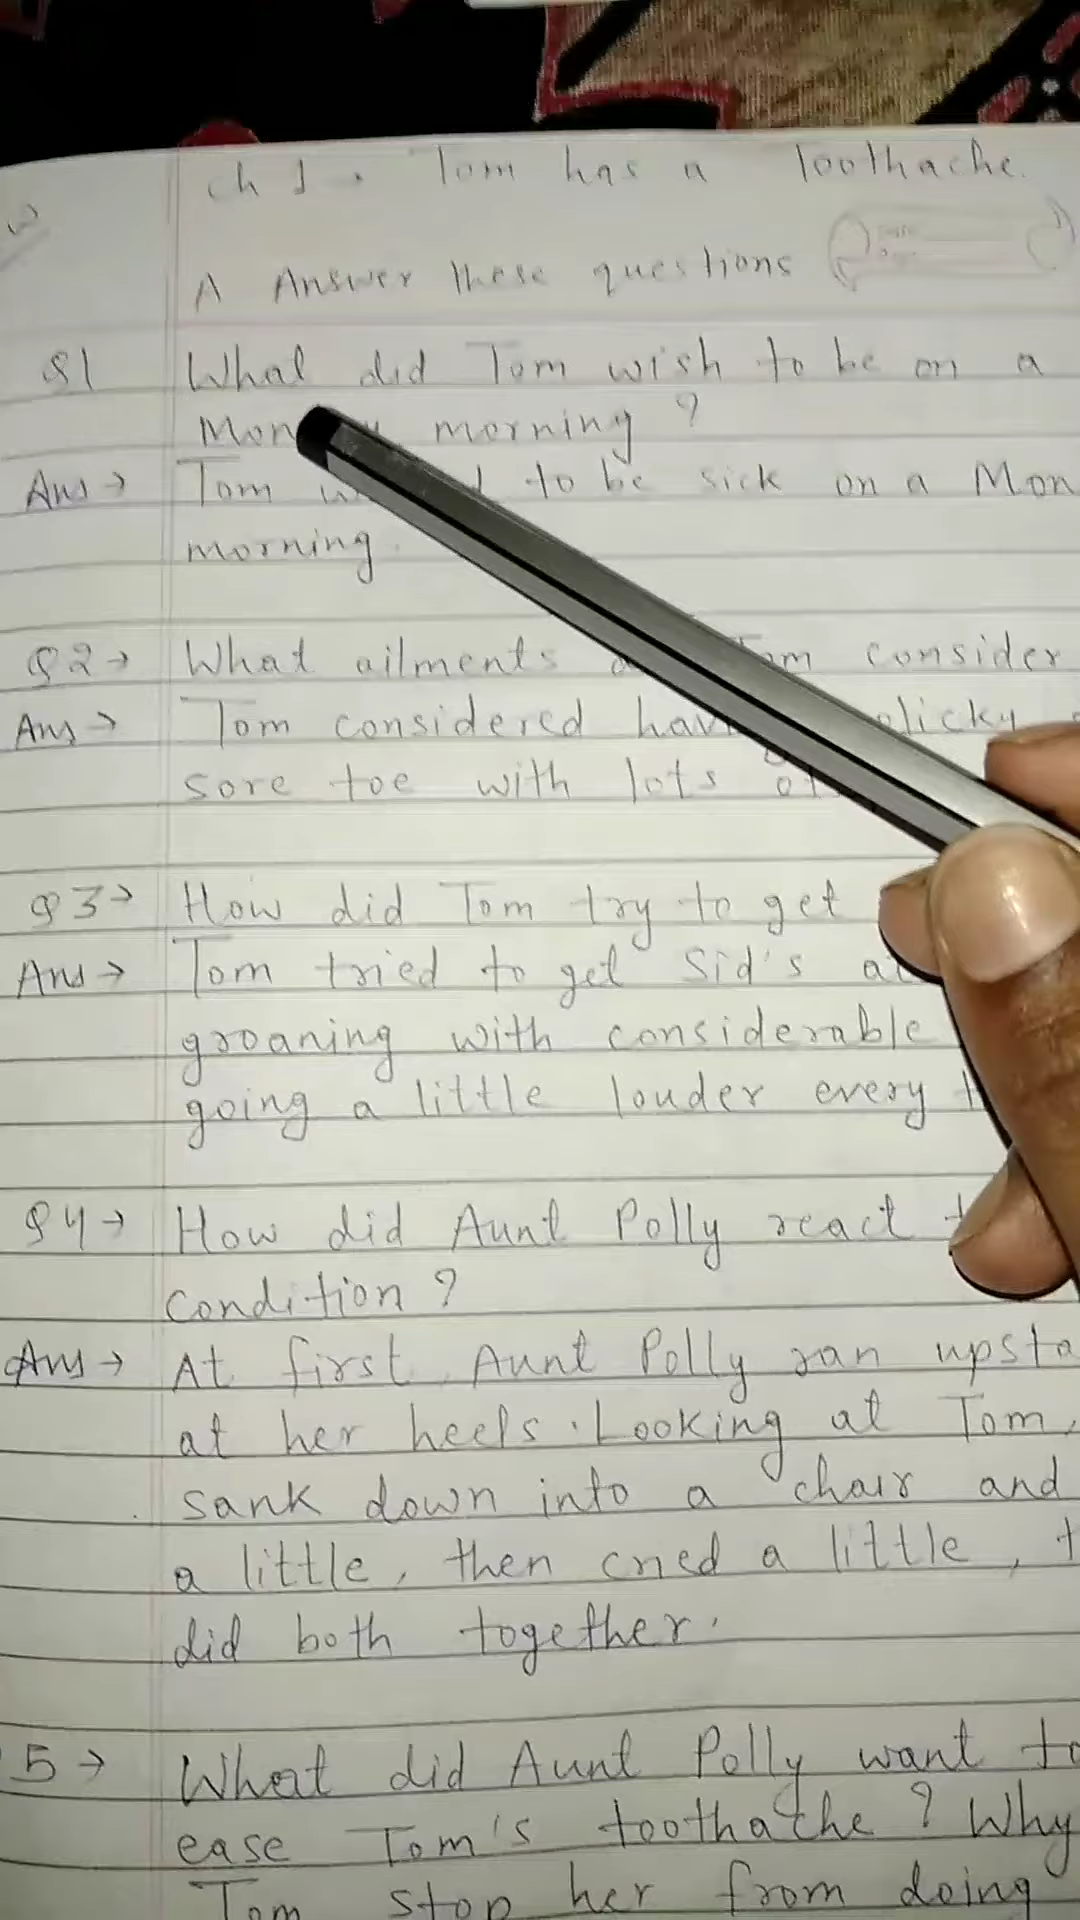 Ch 1. Tom has a Toothache.
A Answer these questions
Q1 What did Tom wish to be on a
morning ?
Ans → Tom to be sick on a Mon
morning.
Q2 → What ailments consider
Ans → Tom considered
sore toe with lots of
Q3 → How did Tom try to get
Ans → Tom tried to get Sid's
groaning with considerable
going a little louder every
Q4 → How did Aunt Polly react
condition ?
Ans → At first Aunt Polly ran upsta
at her heels. Looking at Tom,
sank down into a chair and
a little, then cried a little,
did both together.
5 → What did Aunt Polly want to
ease Tom's toothache ? Why
Tom stop her from doing